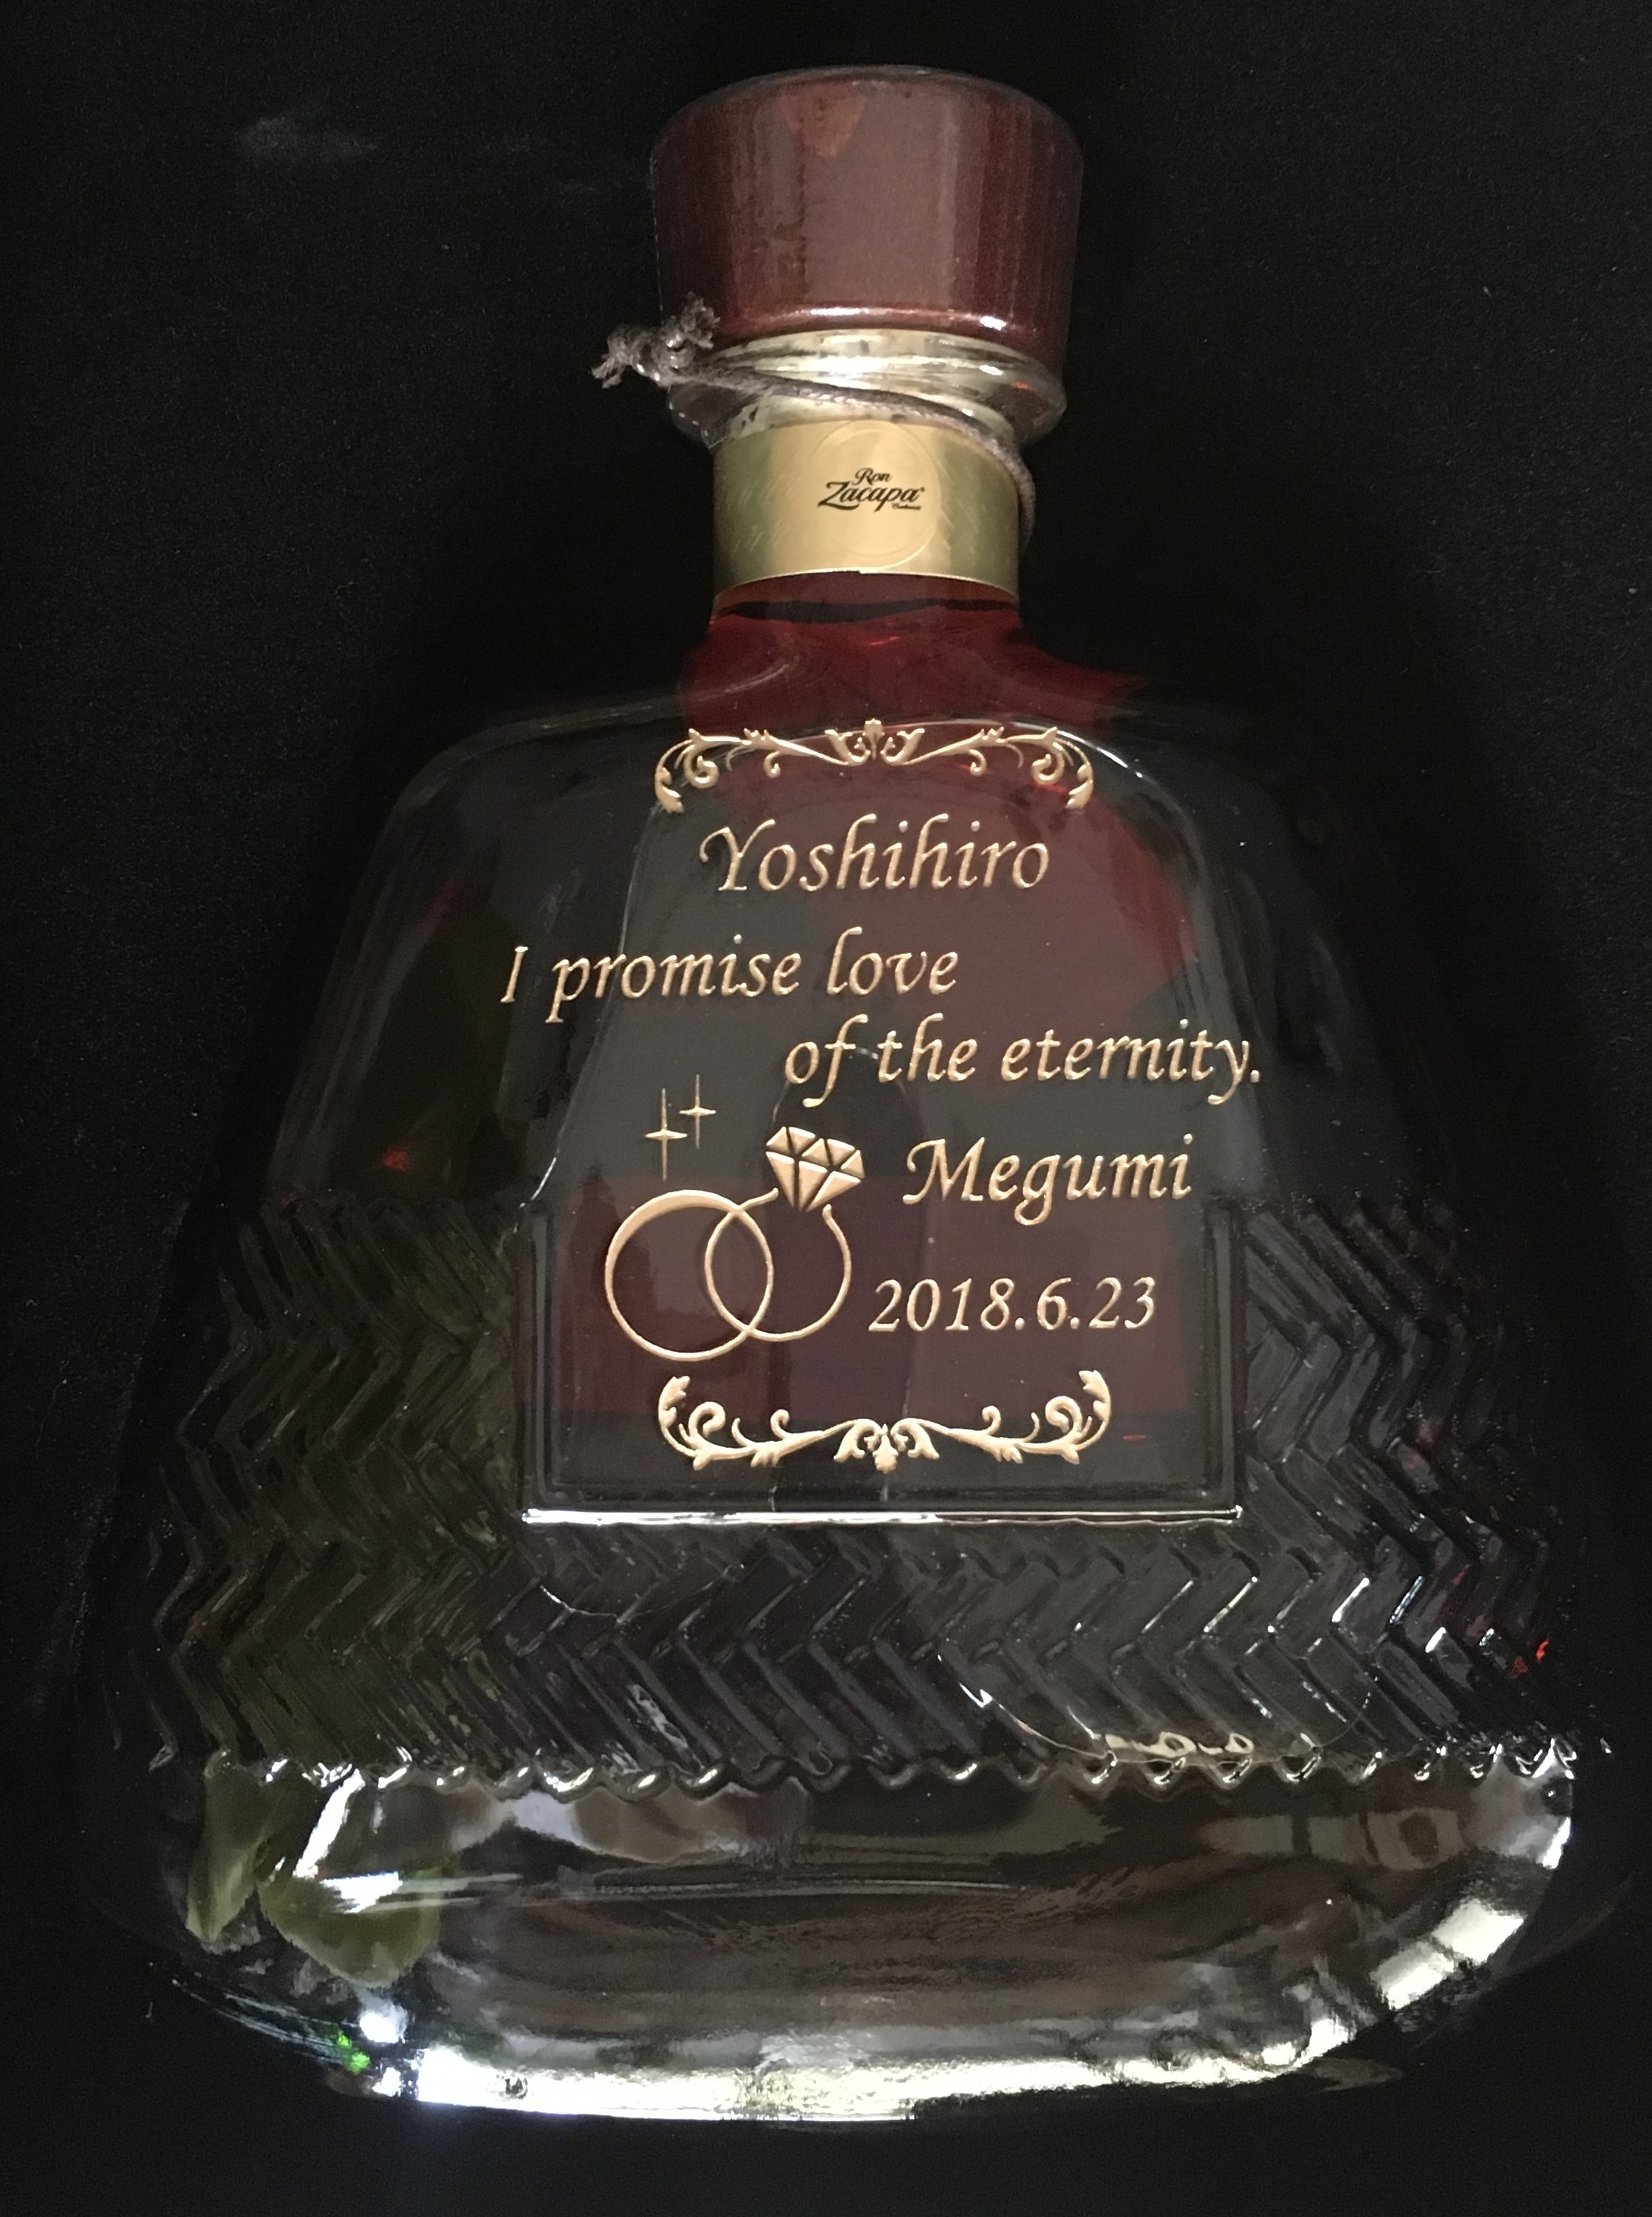 Ron
Zacapa
Yoshihiro
I promise love
of the eternity.
Megumi
2018.6.23